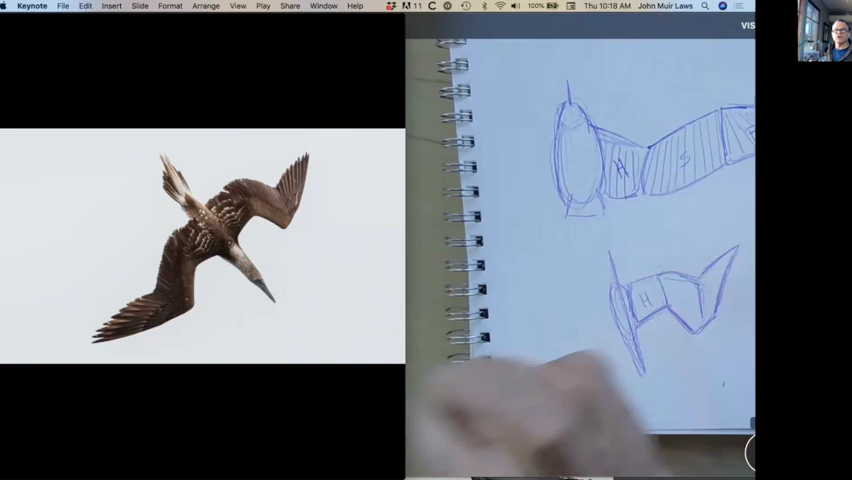 Keynote File Edit Insert Slide Format Arrange View Play Share Window Help 11 100% Thu 10:18 AM John Muir Laws
VIS
A
S
H